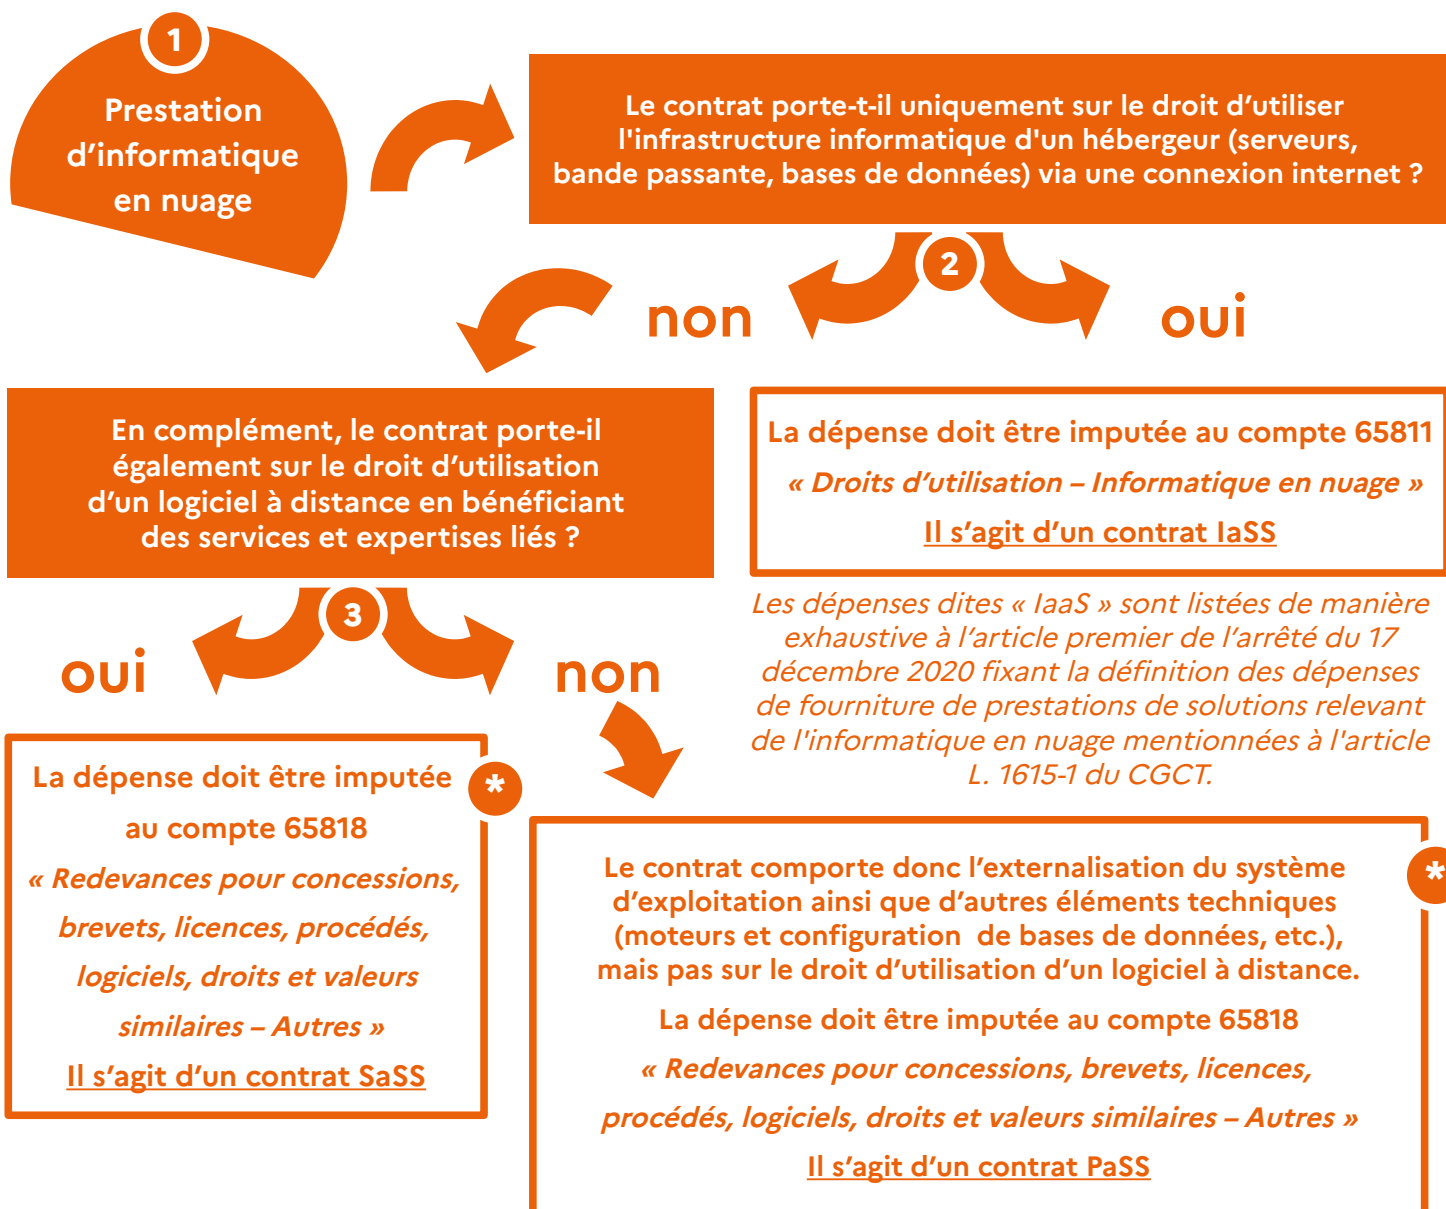 1
Prestation
d’informatique
en nuage
Le contrat porte-t-il uniquement sur le droit d’utiliser
l'infrastructure informatique d'un hébergeur (serveurs,
bande passante, bases de données) via une connexion internet ?
2
non
oui
En complément, le contrat porte-il
également sur le droit d’utilisation
d’un logiciel à distance en bénéficiant
des services et expertises liés ?
La dépense doit être imputée au compte 65811
« Droits d’utilisation – Informatique en nuage »
Il s’agit d’un contrat IaSS
Les dépenses dites « IaaS » sont listées de manière
exhaustive à l’article premier de l’arrêté du 17
décembre 2020 fixant la définition des dépenses
de fourniture de prestations de solutions relevant
de l'informatique en nuage mentionnées à l'article
L. 1615-1 du CGCT.
3
oui
non
La dépense doit être imputée
au compte 65818
« Redevances pour concessions,
brevets, licences, procédés,
logiciels, droits et valeurs
similaires – Autres »
Il s’agit d’un contrat SaSS
*
Le contrat comporte donc l’externalisation du système
d’exploitation ainsi que d’autres éléments techniques
(moteurs et configuration de bases de données, etc.),
mais pas sur le droit d’utilisation d’un logiciel à distance.
La dépense doit être imputée au compte 65818
« Redevances pour concessions, brevets, licences,
procédés, logiciels, droits et valeurs similaires – Autres »
Il s’agit d’un contrat PaSS
*